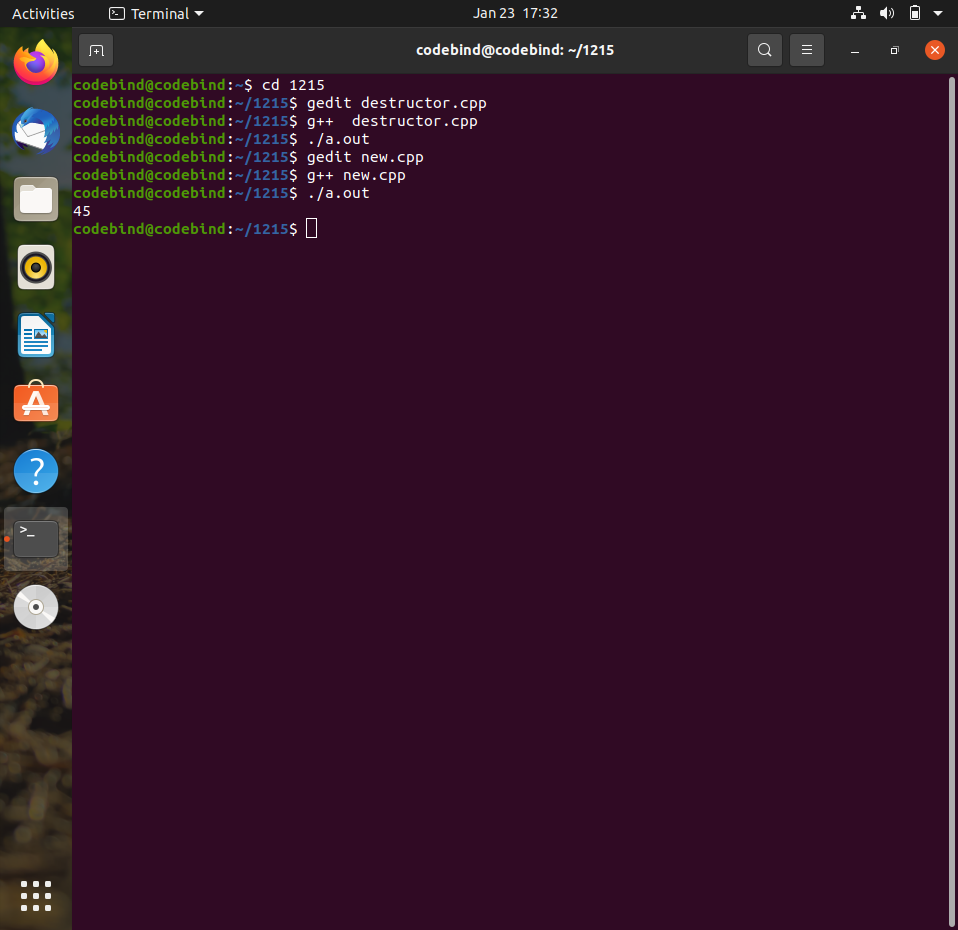 Activities Terminal Jan 23 17:32
codebind@codebind: ~/1215
codebind@codebind:~$ cd 1215
codebind@codebind:~/1215$ gedit destructor.cpp
codebind@codebind:~/1215$ g++  destructor.cpp
codebind@codebind:~/1215$ ./a.out
codebind@codebind:~/1215$ gedit new.cpp
codebind@codebind:~/1215$ g++ new.cpp
codebind@codebind:~/1215$ ./a.out
45
codebind@codebind:~/1215$